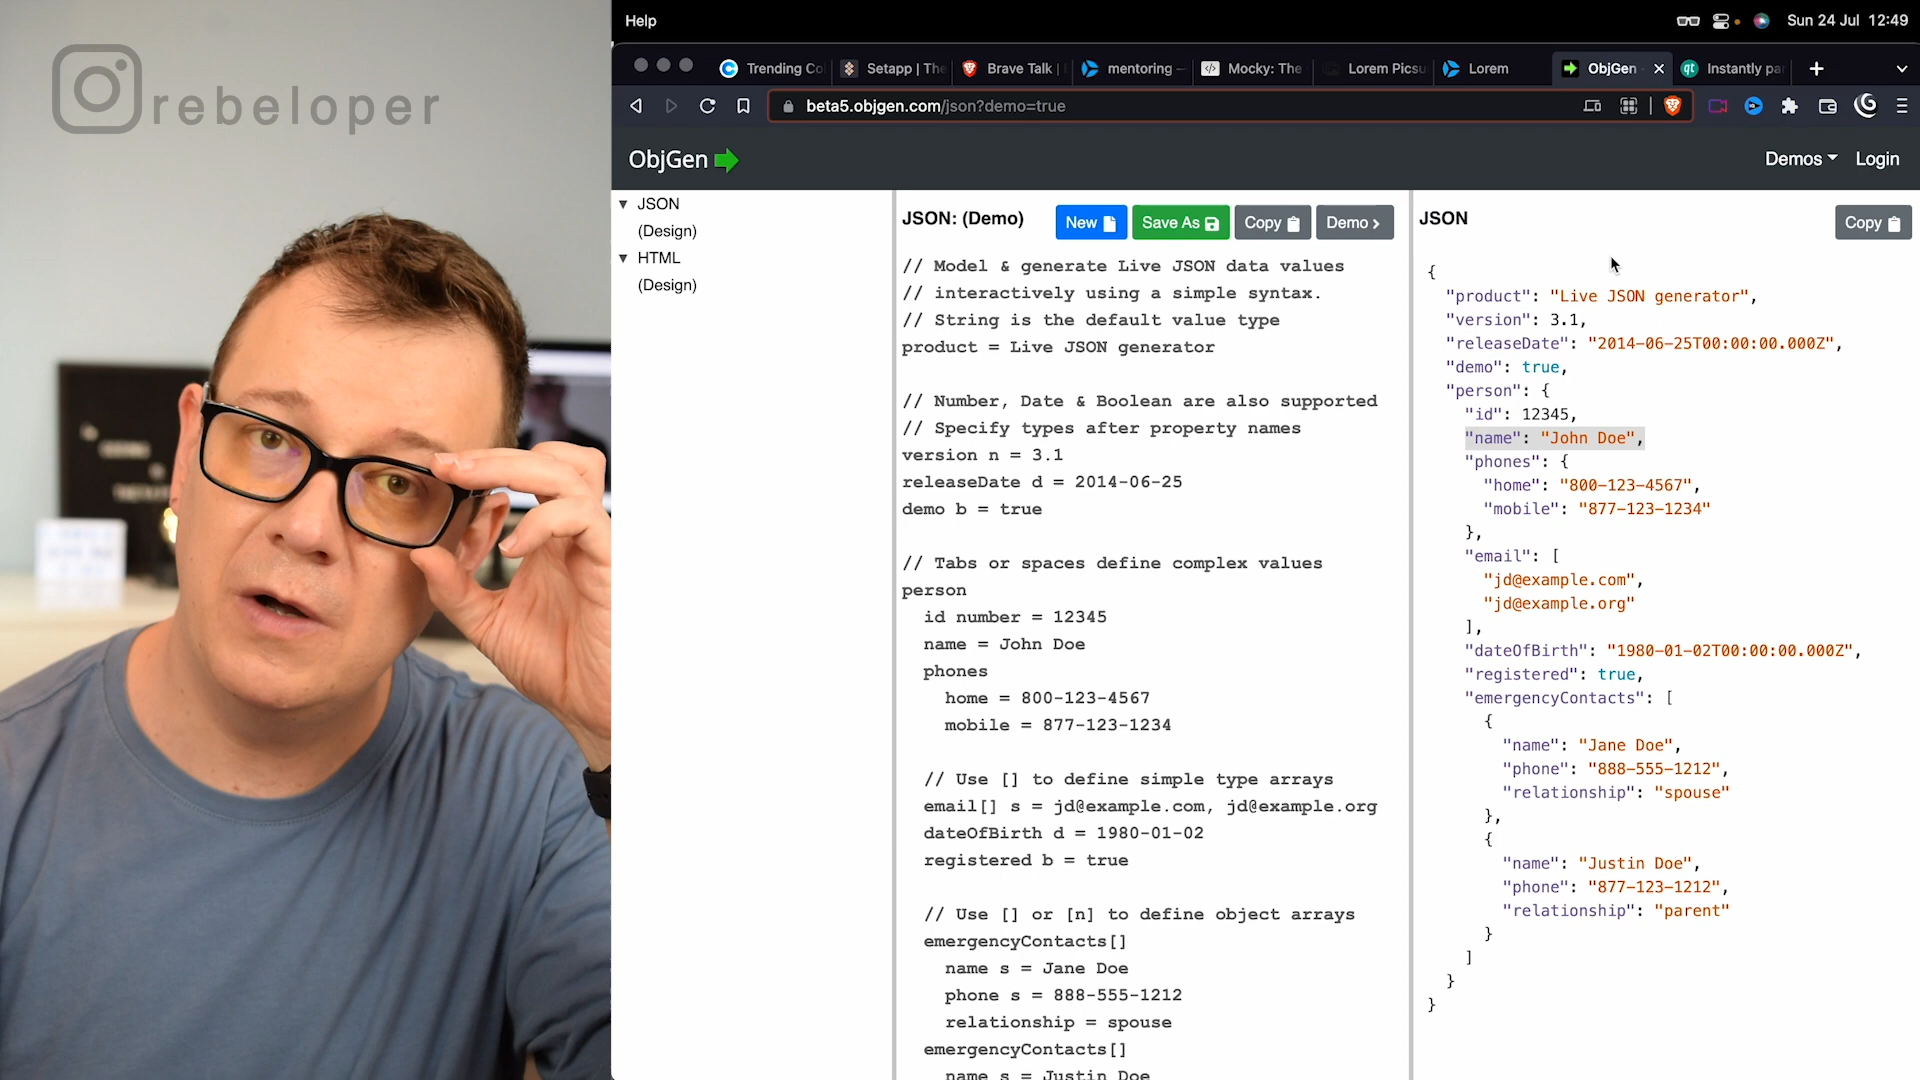 rebeloper
Help
Sun 24 Jul 12:49
Trending Co
Setapp | The
Brave Talk |
mentoring -
Mocky: The
Lorem Picsu
Lorem
ObjGen
Instantly pa
beta5.objgen.com/json?demo=true
ObjGen
Demos
Login
JSON
(Design)
HTML
(Design)
JSON: (Demo)
New
Save As
Copy
Demo
// Model & generate Live JSON data values
// interactively using a simple syntax.
// String is the default value type
product = Live JSON generator
// Number, Date & Boolean are also supported
// Specify types after property names
version n = 3.1
releaseDate d = 2014-06-25
demo b = true
// Tabs or spaces define complex values
person
id number = 12345
name = John Doe
phones
home = 800-123-4567
mobile = 877-123-1234
// Use [] to define simple type arrays
email[] s = jd@example.com, jd@example.org
dateOfBirth d = 1980-01-02
registered b = true
// Use [] or [n] to define object arrays
emergencyContacts[]
name s = Jane Doe
phone s = 888-555-1212
relationship = spouse
emergencyContacts[]
name s = Justin Doe
JSON
Copy
{
"product": "Live JSON generator",
"version": 3.1,
"releaseDate": "2014-06-25T00:00:00.000Z",
"demo": true,
"person": {
"id": 12345,
"name": "John Doe",
"phones": {
"home": "800-123-4567",
"mobile": "877-123-1234"
},
"email": [
"jd@example.com",
"jd@example.org"
],
"dateOfBirth": "1980-01-02T00:00:00.000Z",
"registered": true,
"emergencyContacts": [
{
"name": "Jane Doe",
"phone": "888-555-1212",
"relationship": "spouse"
},
{
"name": "Justin Doe",
"phone": "877-123-1212",
"relationship": "parent"
}
]
}
}